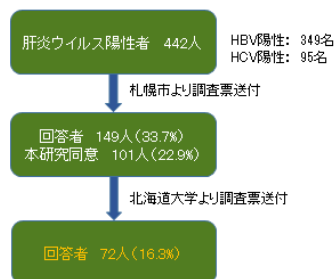 肝炎ウイルス陽性者 442人
HBV陽性: 349名
HCV陽性: 95名
札幌市より調査票送付
回答者 149人(33.7%)
本研究同意 101人(22.9%)
北海道大学より調査票送付
回答者 72人(16.3%)